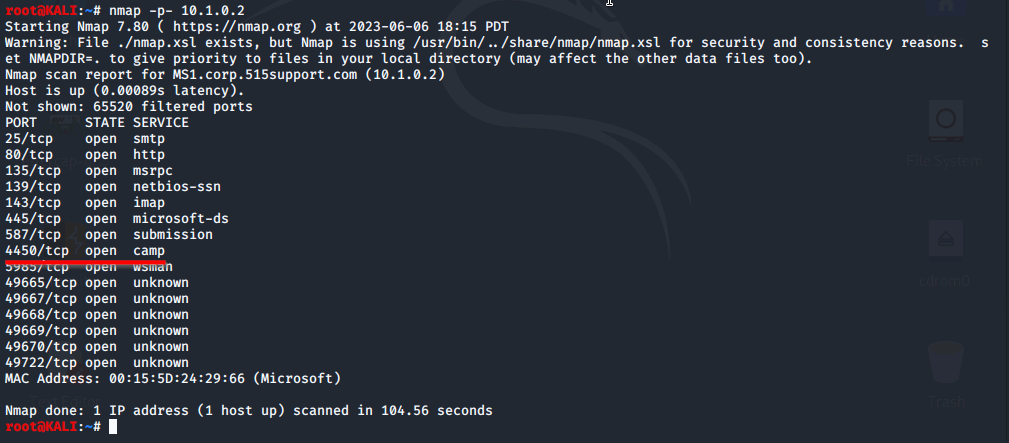 root@KALI:~# nmap -p- 10.1.0.2
Starting Nmap 7.80 ( https://nmap.org ) at 2023-06-06 18:15 PDT
Warning: File ./nmap.xsl exists, but Nmap is using /usr/bin/../share/nmap/nmap.xsl for security and consistency reasons.  s
et NMAPDIR=. to give priority to files in your local directory (may affect the other data files too).
Nmap scan report for MS1.corp.515support.com (10.1.0.2)
Host is up (0.00089s latency).
Not shown: 65520 filtered ports
PORT      STATE SERVICE
25/tcp    open  smtp
80/tcp    open  http
135/tcp   open  msrpc
139/tcp   open  netbios-ssn
143/tcp   open  imap
445/tcp   open  microsoft-ds
587/tcp   open  submission
4450/tcp  open  camp
5985/tcp  open  wsman
49665/tcp open  unknown
49667/tcp open  unknown
49668/tcp open  unknown
49669/tcp open  unknown
49670/tcp open  unknown
49722/tcp open  unknown
MAC Address: 00:15:5D:24:29:66 (Microsoft)
Nmap done: 1 IP address (1 host up) scanned in 104.56 seconds
root@KALI:~#
File System
cdrom0
Trash